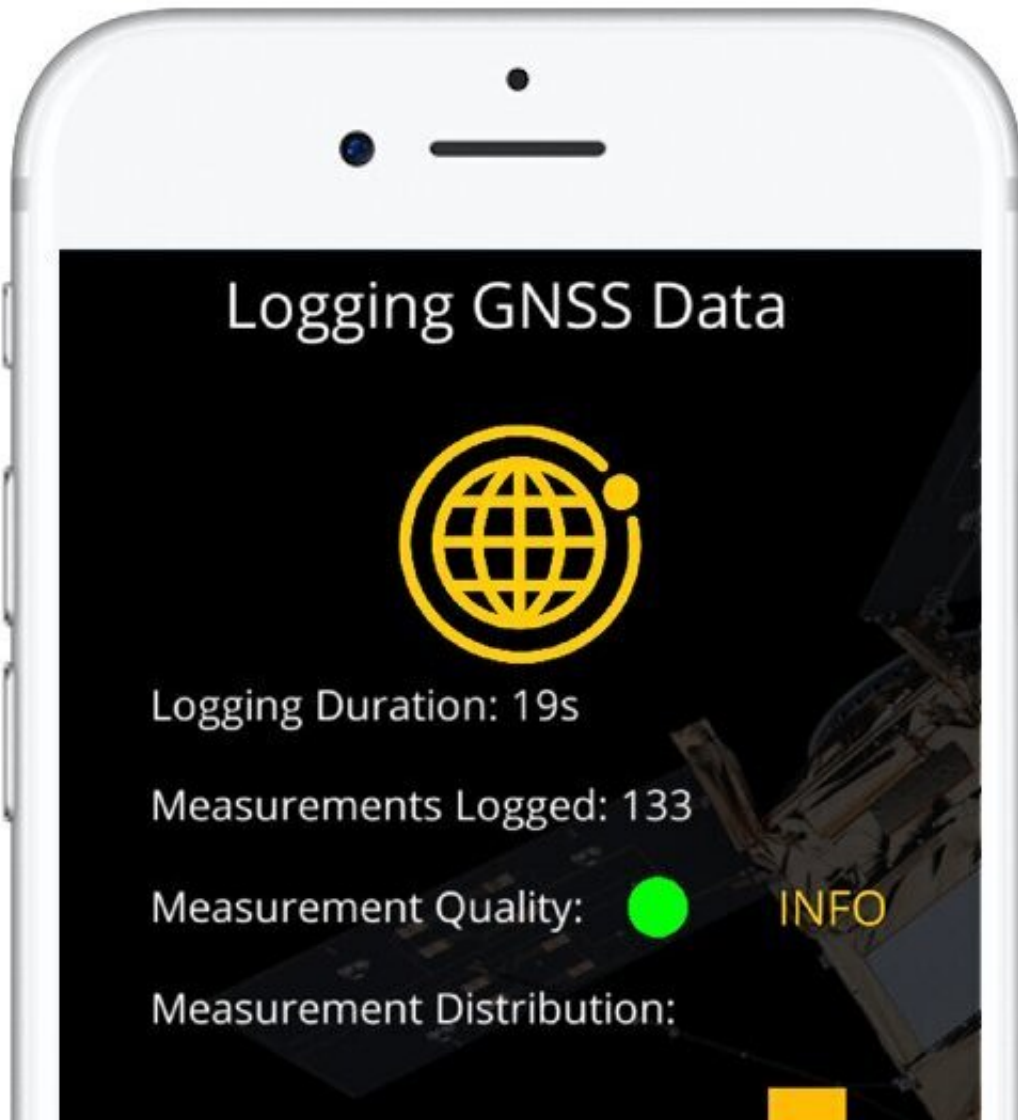 Logging GNSS Data
Logging Duration: 19s
Measurements Logged: 133
Measurement Quality: INFO
Measurement Distribution: